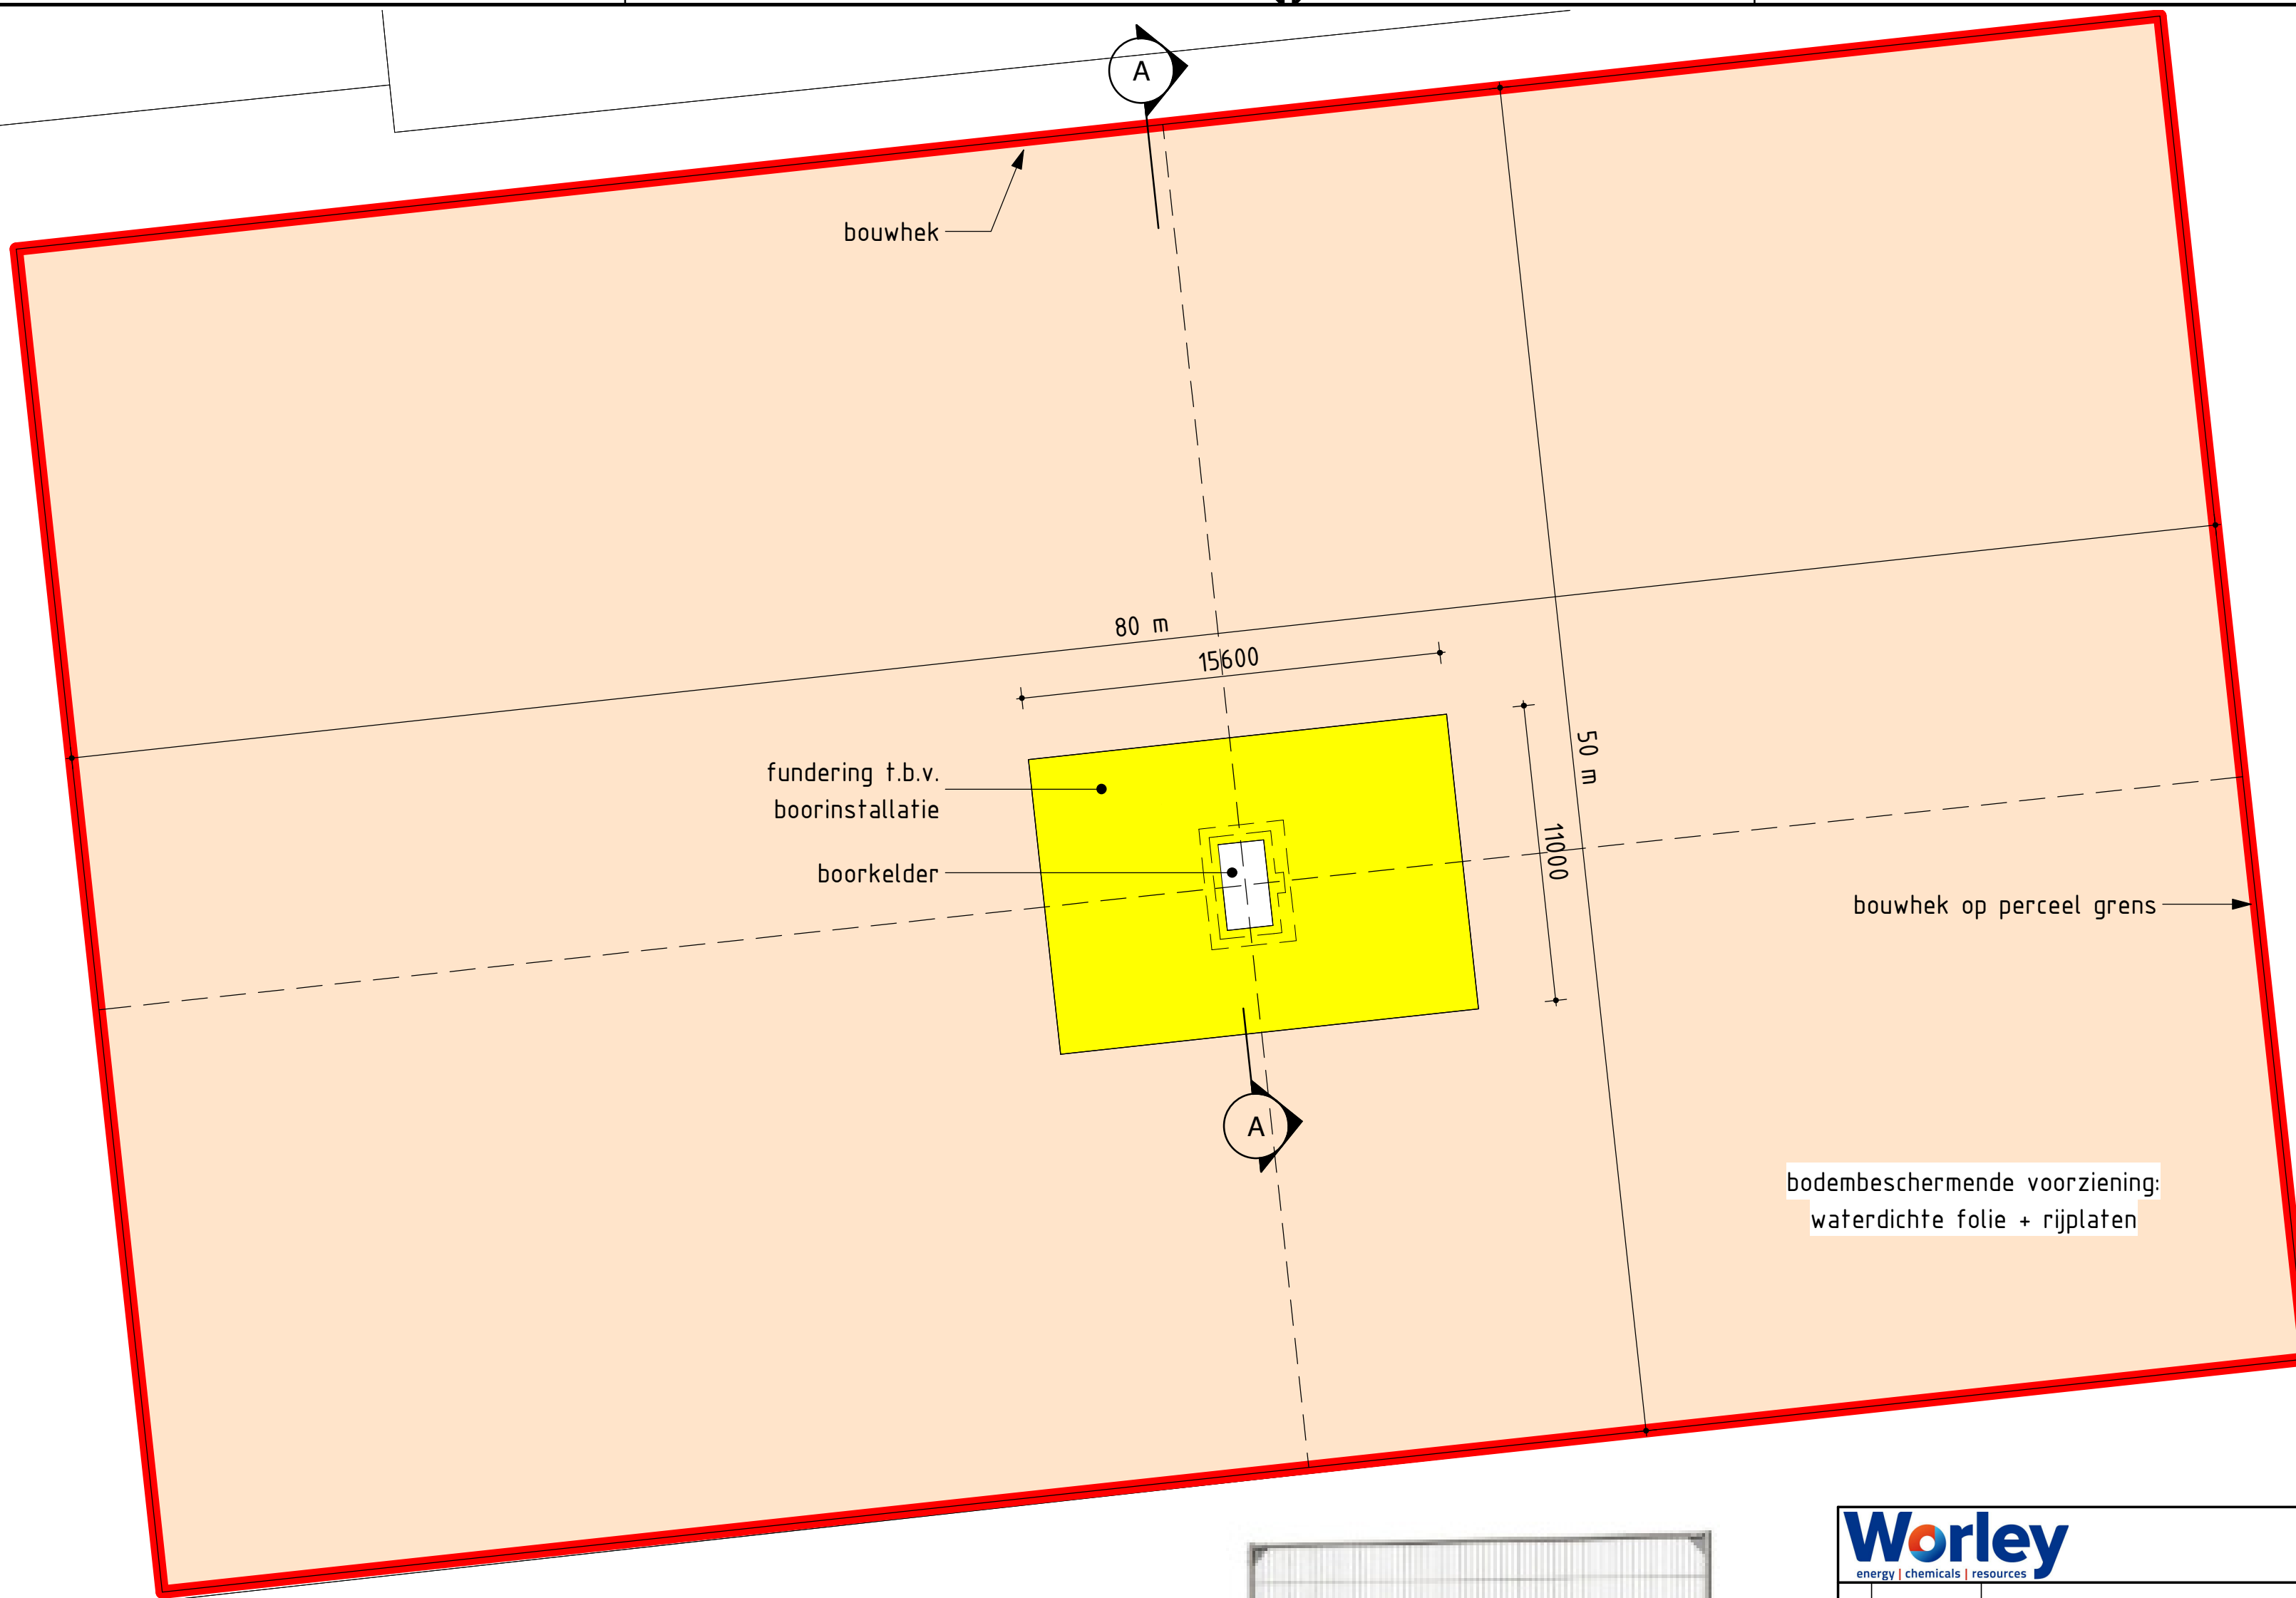 A
bouwhek
80 m
15600
fundering t.b.v.
boorinstallatie
50 m
11000
boorkelder
bouwhek op perceel grens
A
bodembeschermende voorziening:
waterdichte folie + rijplaten
Worley
energy | chemicals | resources